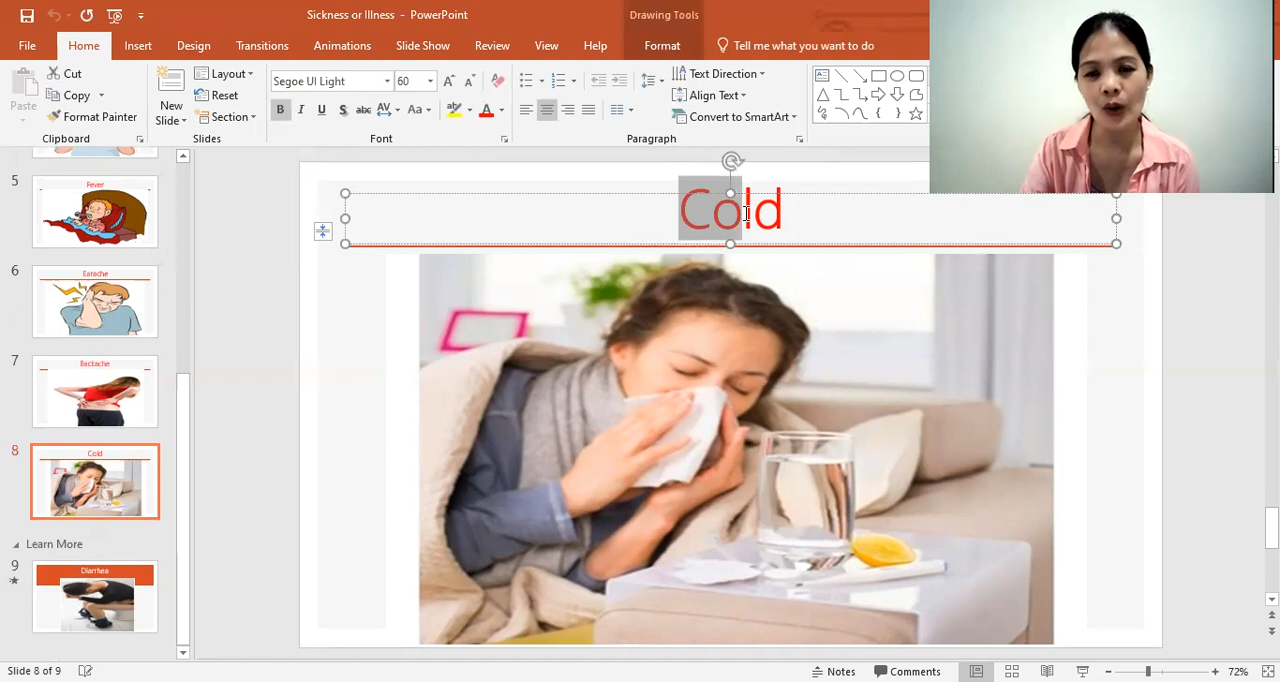 Sickness or Illness - PowerPoint
Drawing Tools
File
Home
Insert
Design
Transitions
Animations
Slide Show
Review
View
Help
Format
Tell me what you want to do
Paste
Cut
Copy
Format Painter
Clipboard
New
Slide
Layout
Reset
Section
Slides
Segoe UI Light
60
B I U S abc AV Aa A
Font
Text Direction
Align Text
Convert to SmartArt
Paragraph
5
Fever
6
Earache
7
Backache
8
Cold
Learn More
9
Diarrhea
Cold
Slide 8 of 9
Notes
Comments
72%